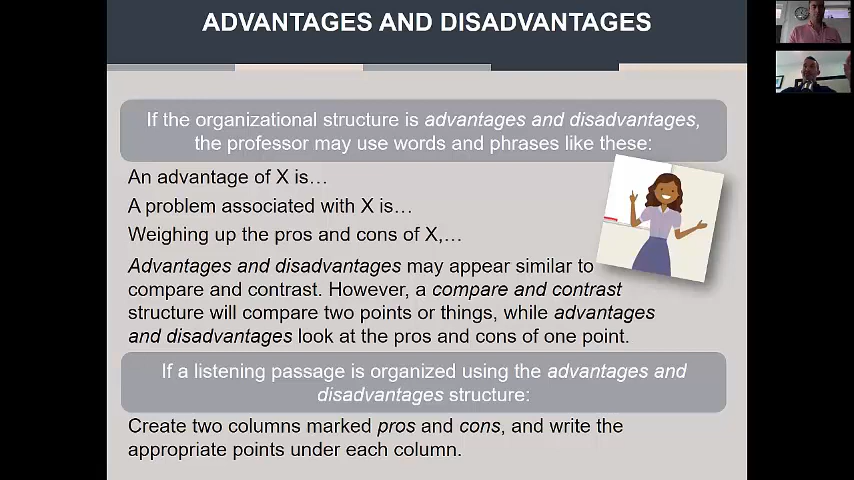 ADVANTAGES AND DISADVANTAGES
If the organizational structure is advantages and disadvantages,
the professor may use words and phrases like these:
An advantage of X is…
A problem associated with X is…
Weighing up the pros and cons of X,…
Advantages and disadvantages may appear similar to
compare and contrast. However, a compare and contrast
structure will compare two points or things, while advantages
and disadvantages look at the pros and cons of one point.
If a listening passage is organized using the advantages and
disadvantages structure:
Create two columns marked pros and cons, and write the
appropriate points under each column.